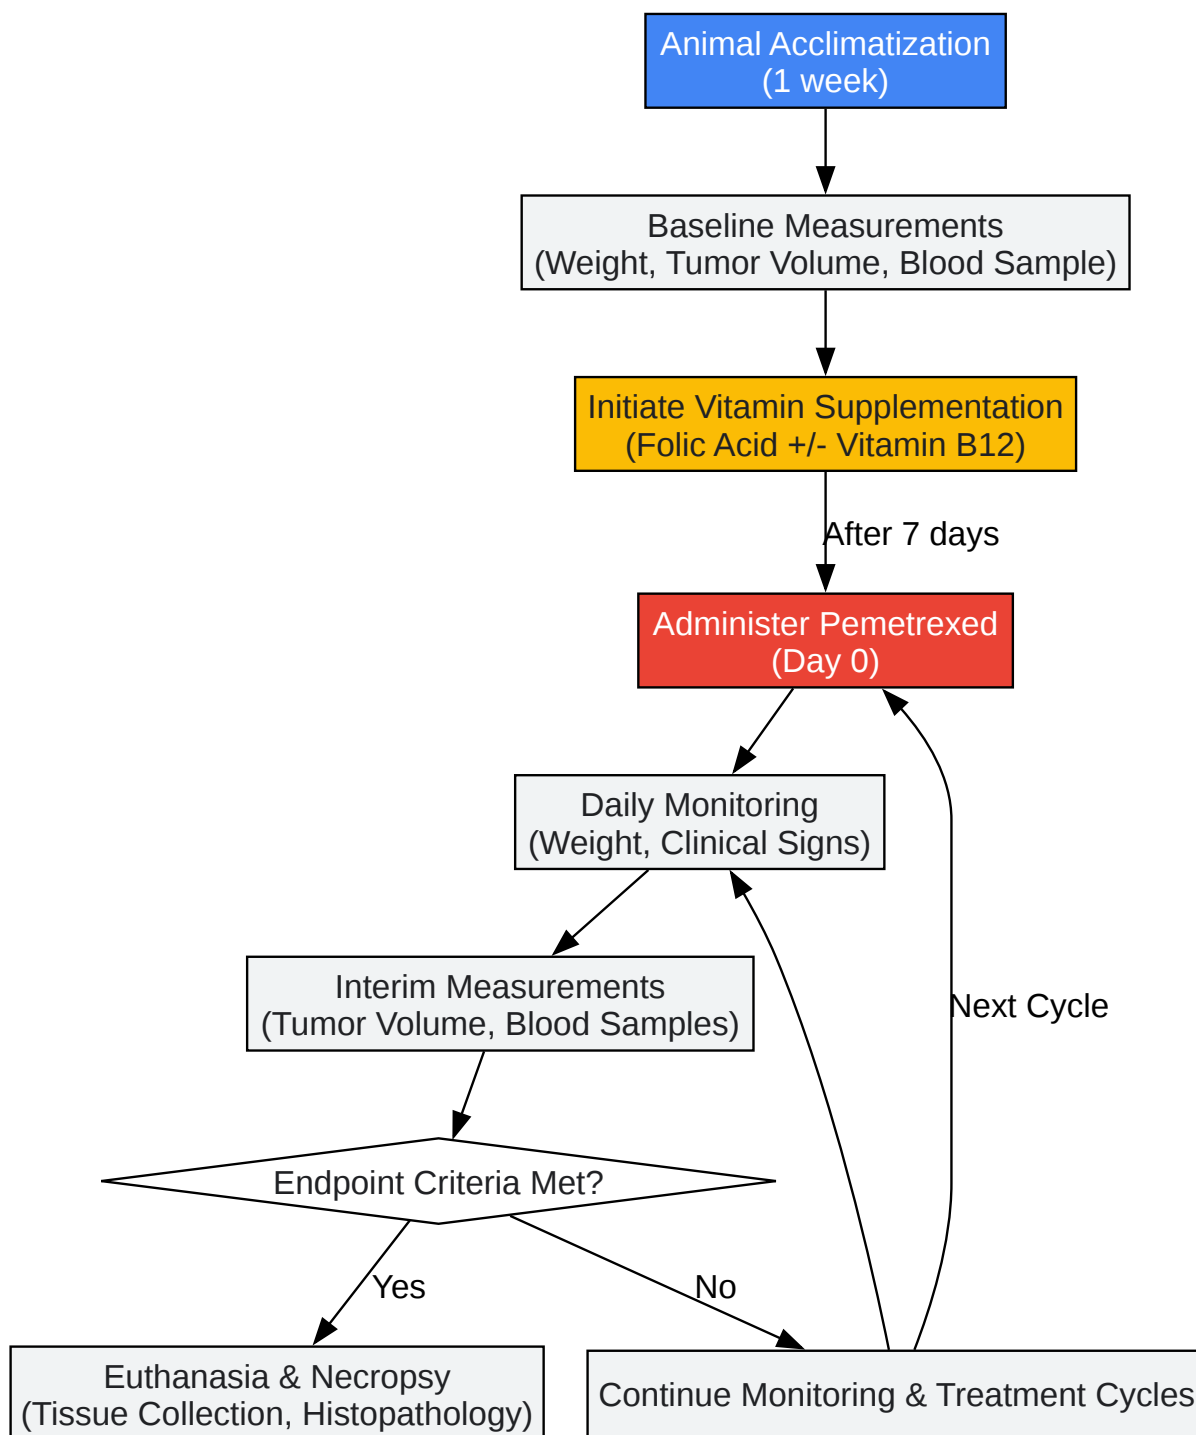 Animal Acclimatization
(1 week)
Baseline Measurements
(Weight, Tumor Volume, Blood Sample)
Initiate Vitamin Supplementation
(Folic Acid +/- Vitamin B12)
After 7 days
Administer Pemetrexed
(Day 0)
Daily Monitoring
(Weight, Clinical Signs)
Interim Measurements
(Tumor Volume, Blood Samples)
Next Cycle
Endpoint Criteria Met?
Yes
No
Euthanasia & Necropsy
(Tissue Collection, Histopathology)
Continue Monitoring & Treatment Cycles